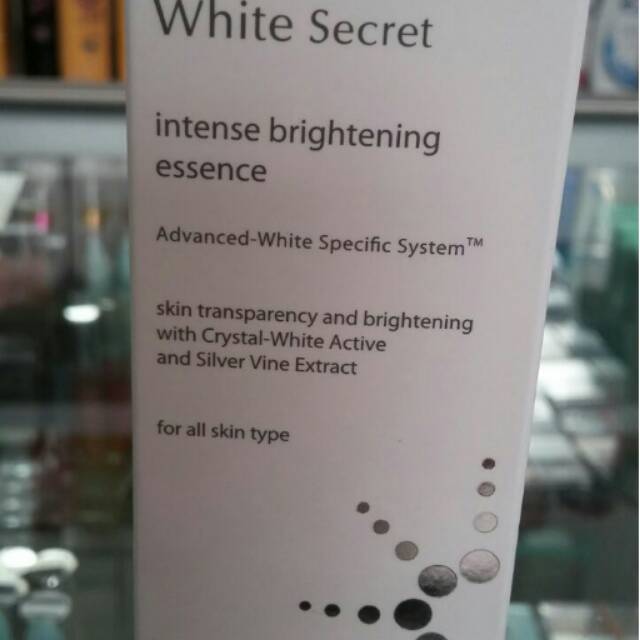 White Secret
intense brightening
essence
Advanced-White Specific System™
skin transparency and brightening
with Crystal-White Active
and Silver Vine Extract
for all skin type